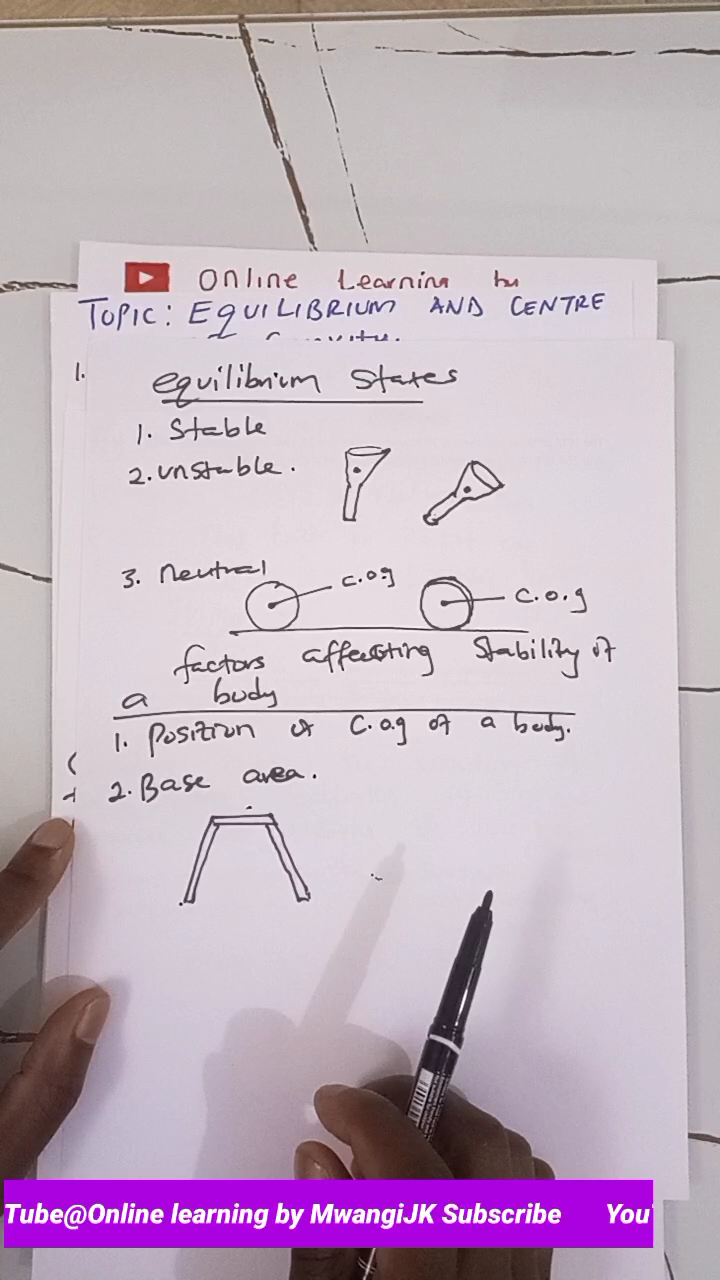 Online Learning by
TOPIC: EQUILIBRIUM AND CENTRE
1.
equilibrium States
1. Stable
2. unstable.
3. Neutral
c.o.g
c.o.g
factors affecting Stability of
a body
1. Position of C.o.g of a body.
2. Base area.
Tube@Online learning by MwangiJK Subscribe You